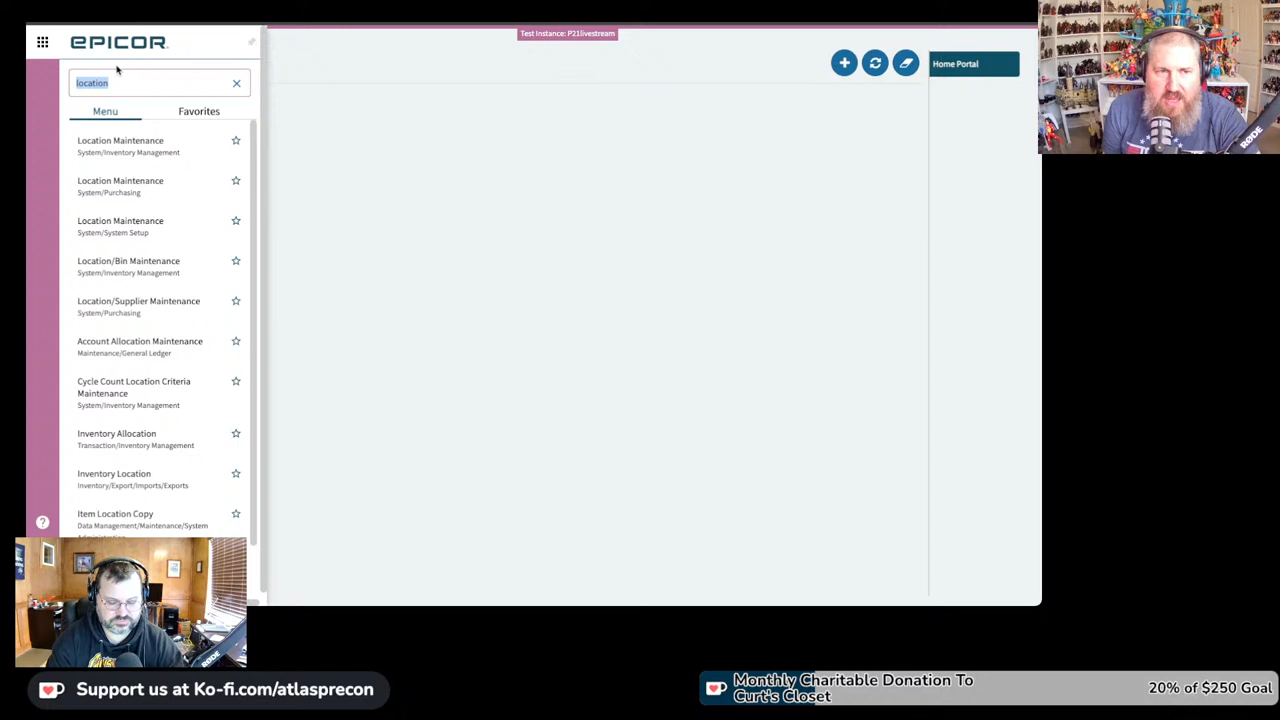 Test Instance: P21livestream
EPICOR
location
Menu
Favorites
Home Portal
Location Maintenance
System/Inventory Management
Location Maintenance
System/Purchasing
Location Maintenance
System/System Setup
Location/Bin Maintenance
System/Inventory Management
Location/Supplier Maintenance
System/Purchasing
Account Allocation Maintenance
Maintenance/General Ledger
Cycle Count Location Criteria
Maintenance
System/Inventory Management
Inventory Allocation
Transaction/Inventory Management
Inventory Location
Inventory/Export/Imports/Exports
Item Location Copy
Data Management/Maintenance/System
RØDE
RØDE
Support us at Ko-fi.com/atlasprecon
Monthly Charitable Donation To
Curt's Closet
20% of $250 Goal